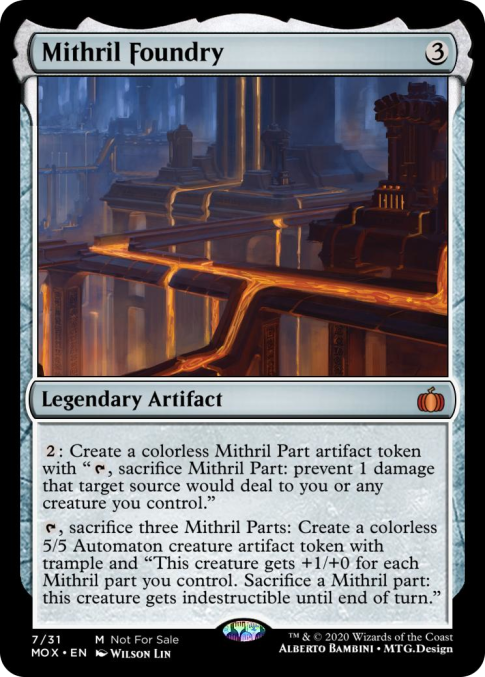 Mithril Foundry 3
Legendary Artifact
2: Create a colorless Mithril Part artifact token
with “, sacrifice Mithril Part: prevent 1 damage
that target source would deal to you or any
creature you control.”
, sacrifice three Mithril Parts: Create a colorless
5/5 Automaton creature artifact token with
trample and “This creature gets +1/+0 for each
Mithril part you control. Sacrifice a Mithril part:
this creature gets indestructible until end of turn.”
7/31 M Not For Sale
MOX • EN Wilson Lin
™ & © 2020 Wizards of the Coast
Alberto Bambini • MTG.Design